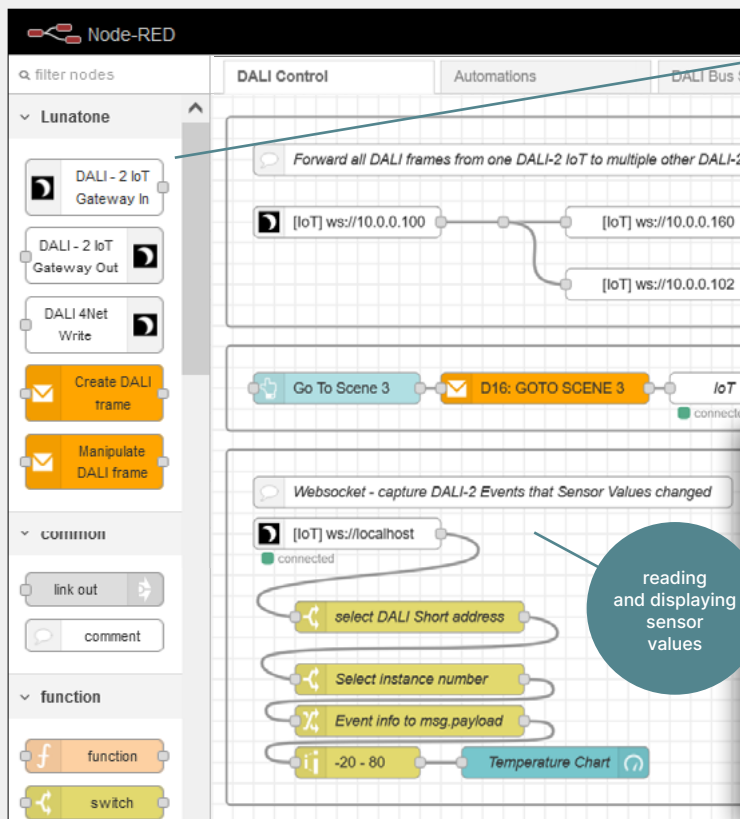 Node-RED
filter nodes
DALI Control
Automations
DALI Bus
Lunatone
DALI - 2 IoT
Gateway In
DALI - 2 IoT
Gateway Out
DALI 4Net
Write
Create DALI
frame
Manipulate
DALI frame
common
link out
comment
function
function
switch
Forward all DALI frames from one DALI-2 IoT to multiple other DALI-2
[IoT] ws://10.0.0.100
[IoT] ws://10.0.0.160
[IoT] ws://10.0.0.102
Go To Scene 3
D16: GOTO SCENE 3
IoT
connecte
Websocket - capture DALI-2 Events that Sensor Values changed
[IoT] ws://localhost
connected
select DALI Short address
Select instance number
Event info to msg.payload
-20 - 80
Temperature Chart
reading
and displaying
sensor
values